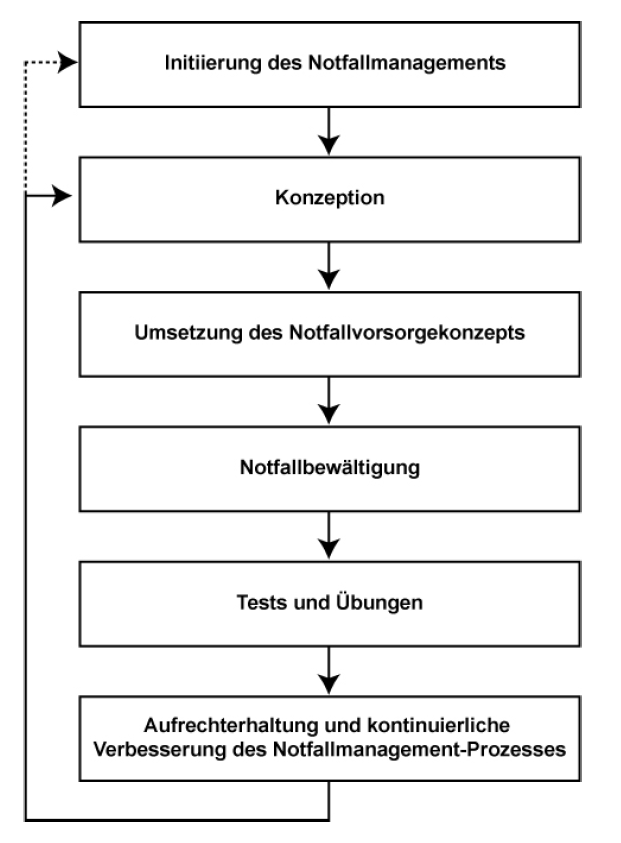 Initiierung des Notfallmanagements
Konzeption
Umsetzung des Notfallvorsorgekonzepts
Notfallbewältigung
Tests und Übungen
Aufrechterhaltung und kontinuierliche
Verbesserung des Notfallmanagement-Prozesses